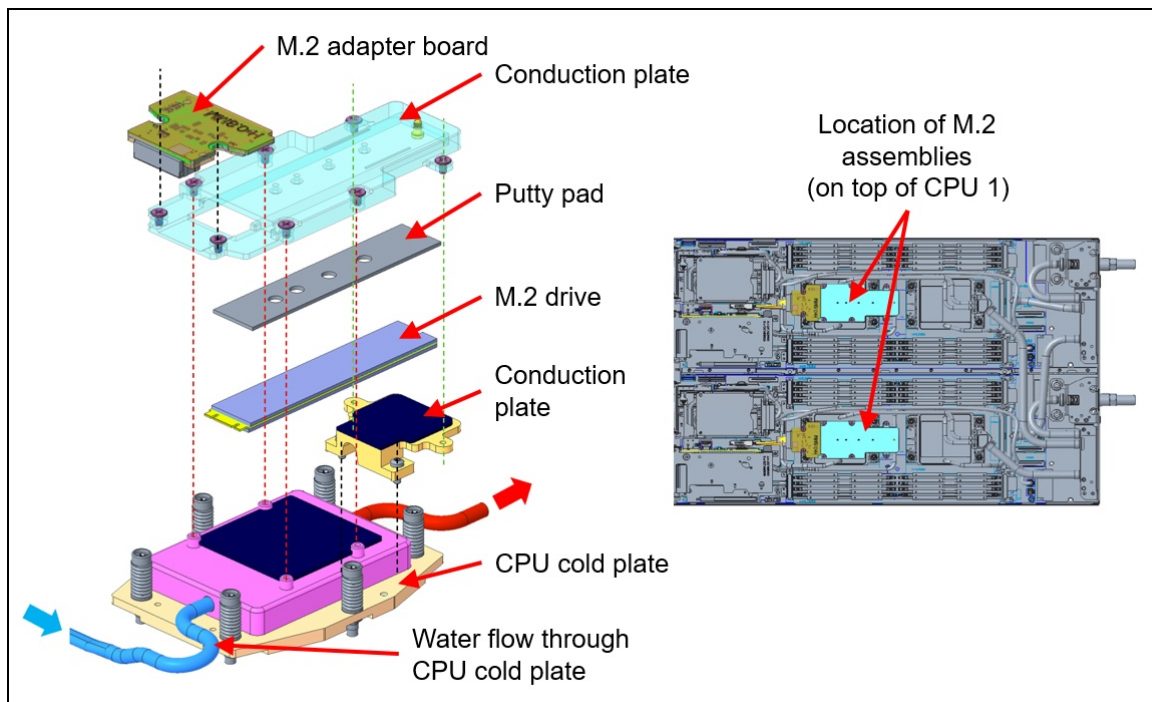 M.2 adapter board
Conduction plate
Putty pad
M.2 drive
Conduction
plate
CPU cold plate
Water flow through
CPU cold plate
Location of M.2
assemblies
(on top of CPU 1)